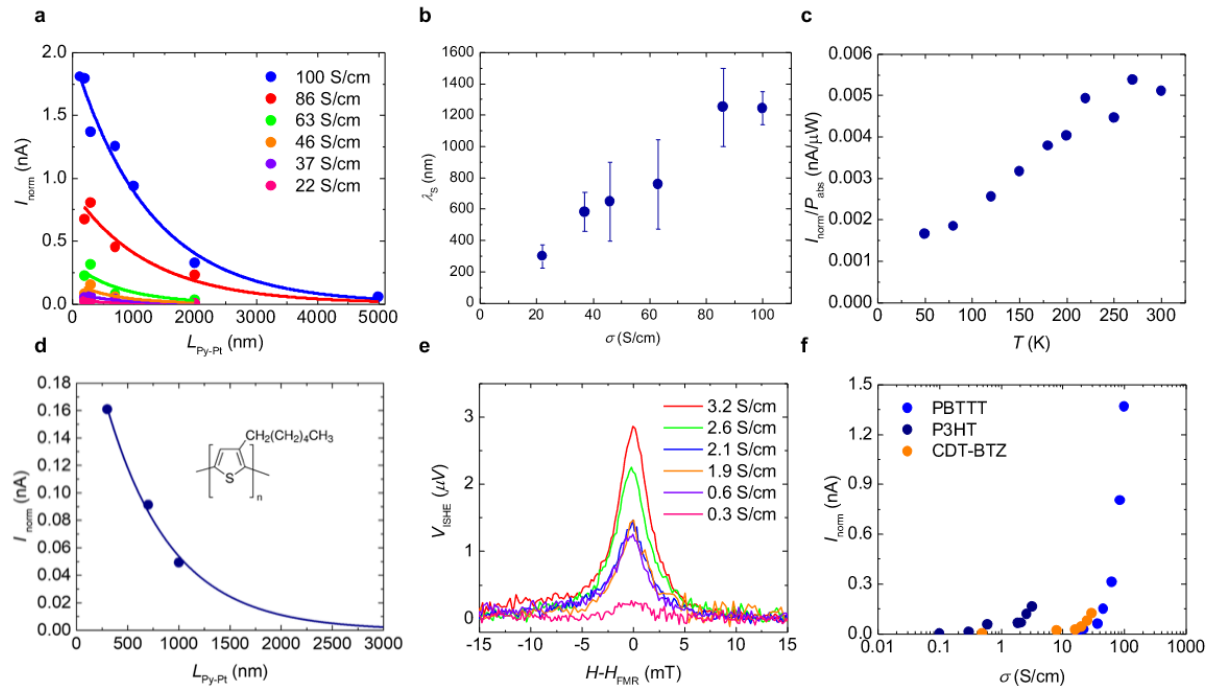 a
2.0
1.5
1.0
0.5
0.0
I_norm (nA)
0 1000 2000 3000 4000 5000
L_Py-Pt (nm)
100 S/cm
86 S/cm
63 S/cm
46 S/cm
37 S/cm
22 S/cm
b
1600
1400
1200
1000
800
600
400
200
0
λ_S (nm)
0 20 40 60 80 100
σ (S/cm)
c
0.006
0.005
0.004
0.003
0.002
0.001
0.000
I_norm/P_abs (nA/μW)
0 50 100 150 200 250 300
T (K)
d
0.18
0.16
0.14
0.12
0.10
0.08
0.06
0.04
0.02
0.00
I_norm (nA)
0 500 1000 1500 2000 2500 3000
L_Py-Pt (nm)
CH2(CH2)4CH3
S
n
e
3
2
1
0
V_ISHE (μV)
-15 -10 -5 0 5 10 15
H-H_FMR (mT)
3.2 S/cm
2.6 S/cm
2.1 S/cm
1.9 S/cm
0.6 S/cm
0.3 S/cm
f
1.5
1.2
0.9
0.6
0.3
0.0
I_norm (nA)
0.01 0.1 1 10 100 1000
σ (S/cm)
PBTTT
P3HT
CDT-BTZ